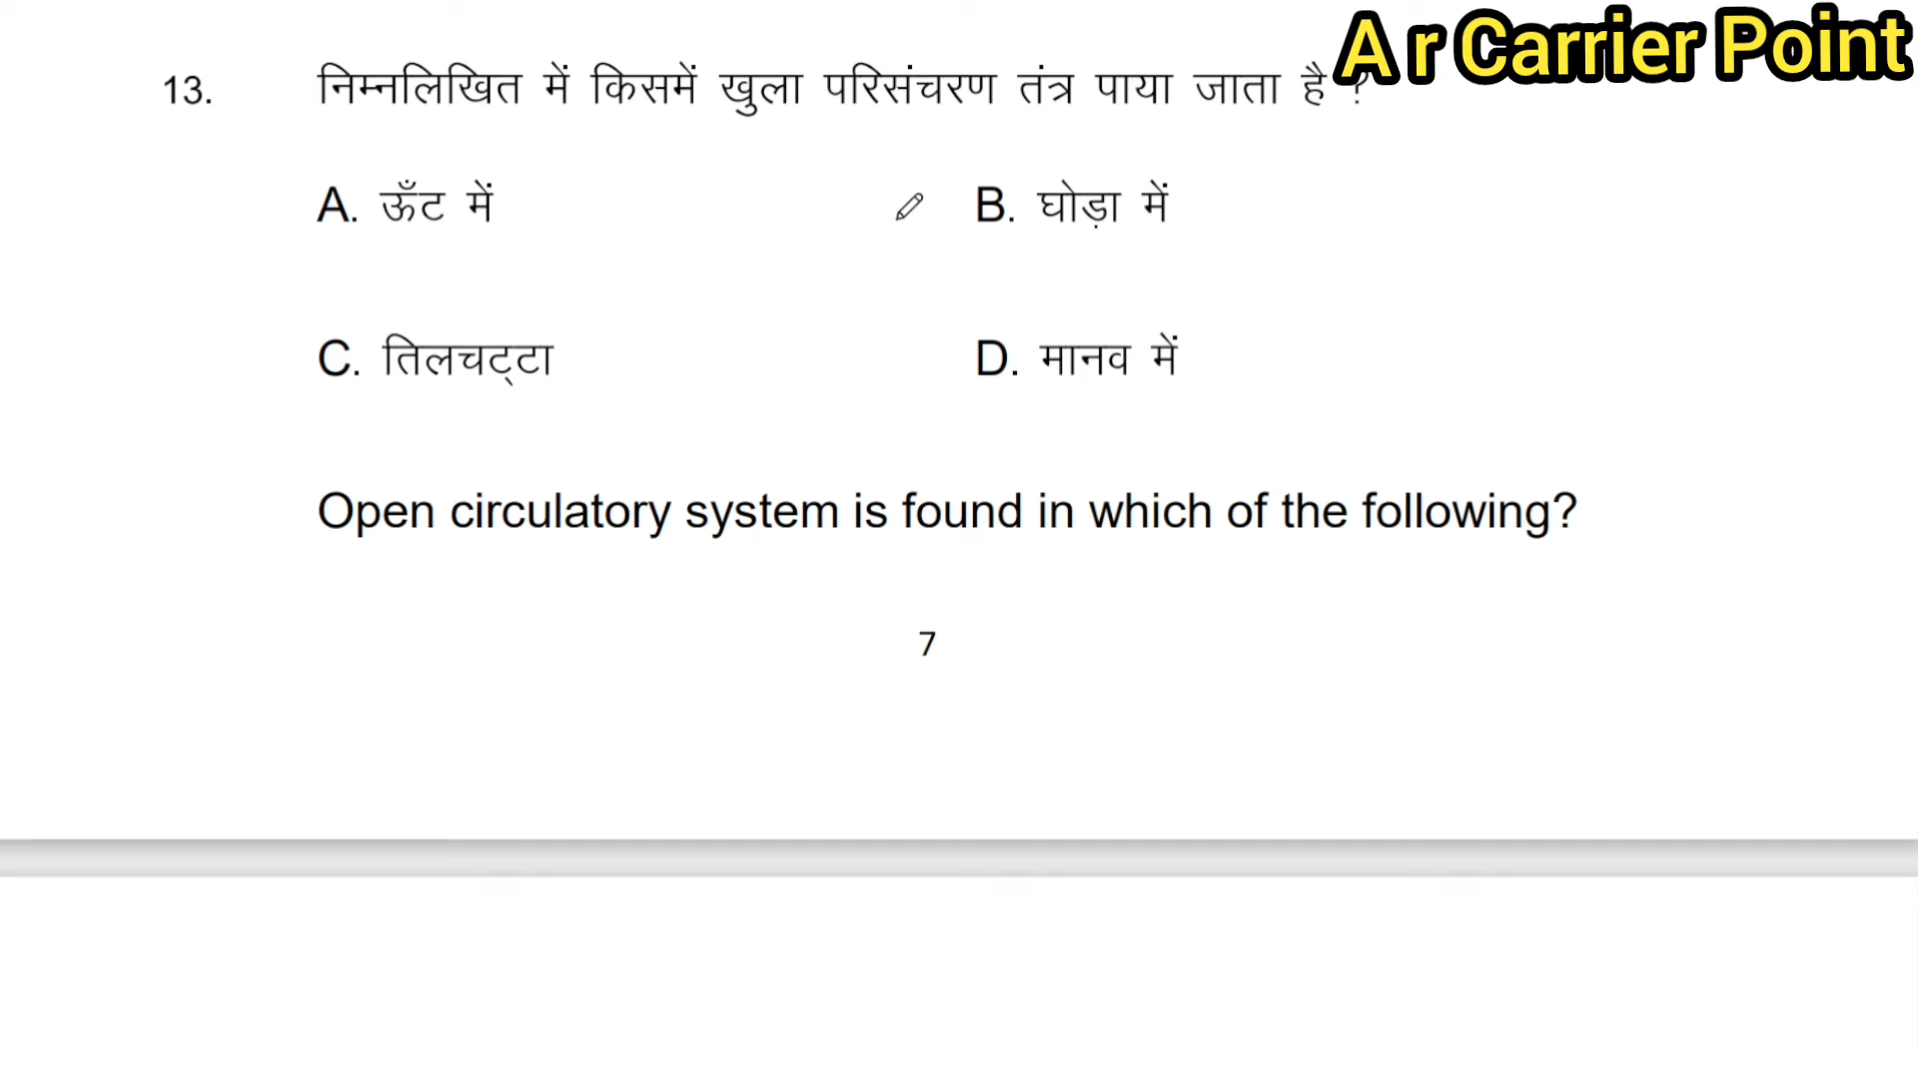 A r Carrier Point
13. निम्नलिखित में किसमें खुला परिसंचरण तंत्र पाया जाता है ?
A. ऊँट में B. घोड़ा में
C. तिलचट्टा D. मानव में
Open circulatory system is found in which of the following?
7